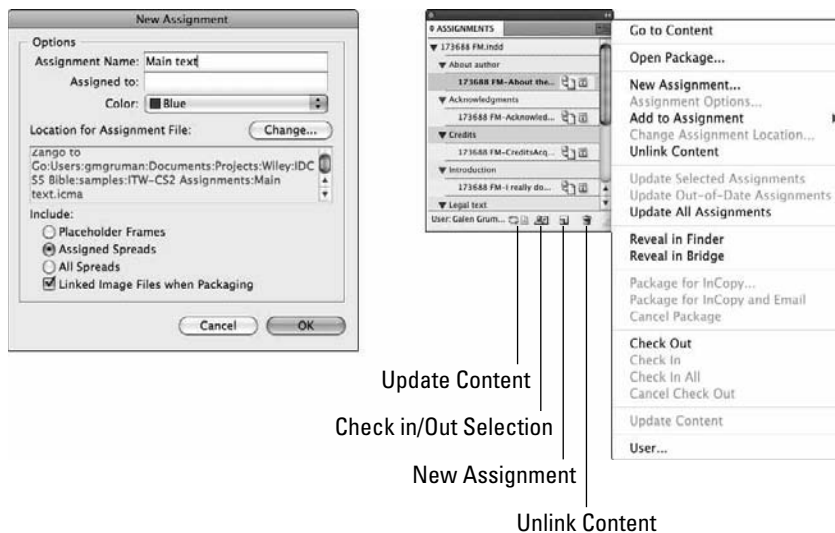 New Assignment
Options
Assignment Name: Main text
Assigned to:
Color: Blue
Location for Assignment File: Change...
Zango to
Go:Users:gmgruman:Documents:Projects:Wiley:IDC
S5 Bible:samples:ITW-CS2 Assignments:Main
text.icma
Include:
Placeholder Frames
Assigned Spreads
All Spreads
Linked Image Files when Packaging
Cancel OK
ASSIGNMENTS
173688 FM.indd
About author
173688 FM-About the...
Acknowledgments
173688 FM-Acknowled...
Credits
173688 FM-CreditsAcq...
Introduction
173688 FM-I really do...
Legal text
User: Galen Grum...
Go to Content
Open Package...
New Assignment...
Assignment Options...
Add to Assignment
Change Assignment Location...
Unlink Content
Update Selected Assignments
Update Out-of-Date Assignments
Update All Assignments
Reveal in Finder
Reveal in Bridge
Package for InCopy...
Package for InCopy and Email
Cancel Package
Check Out
Check In
Check In All
Cancel Check Out
Update Content
User...
Update Content
Check in/Out Selection
New Assignment
Unlink Content